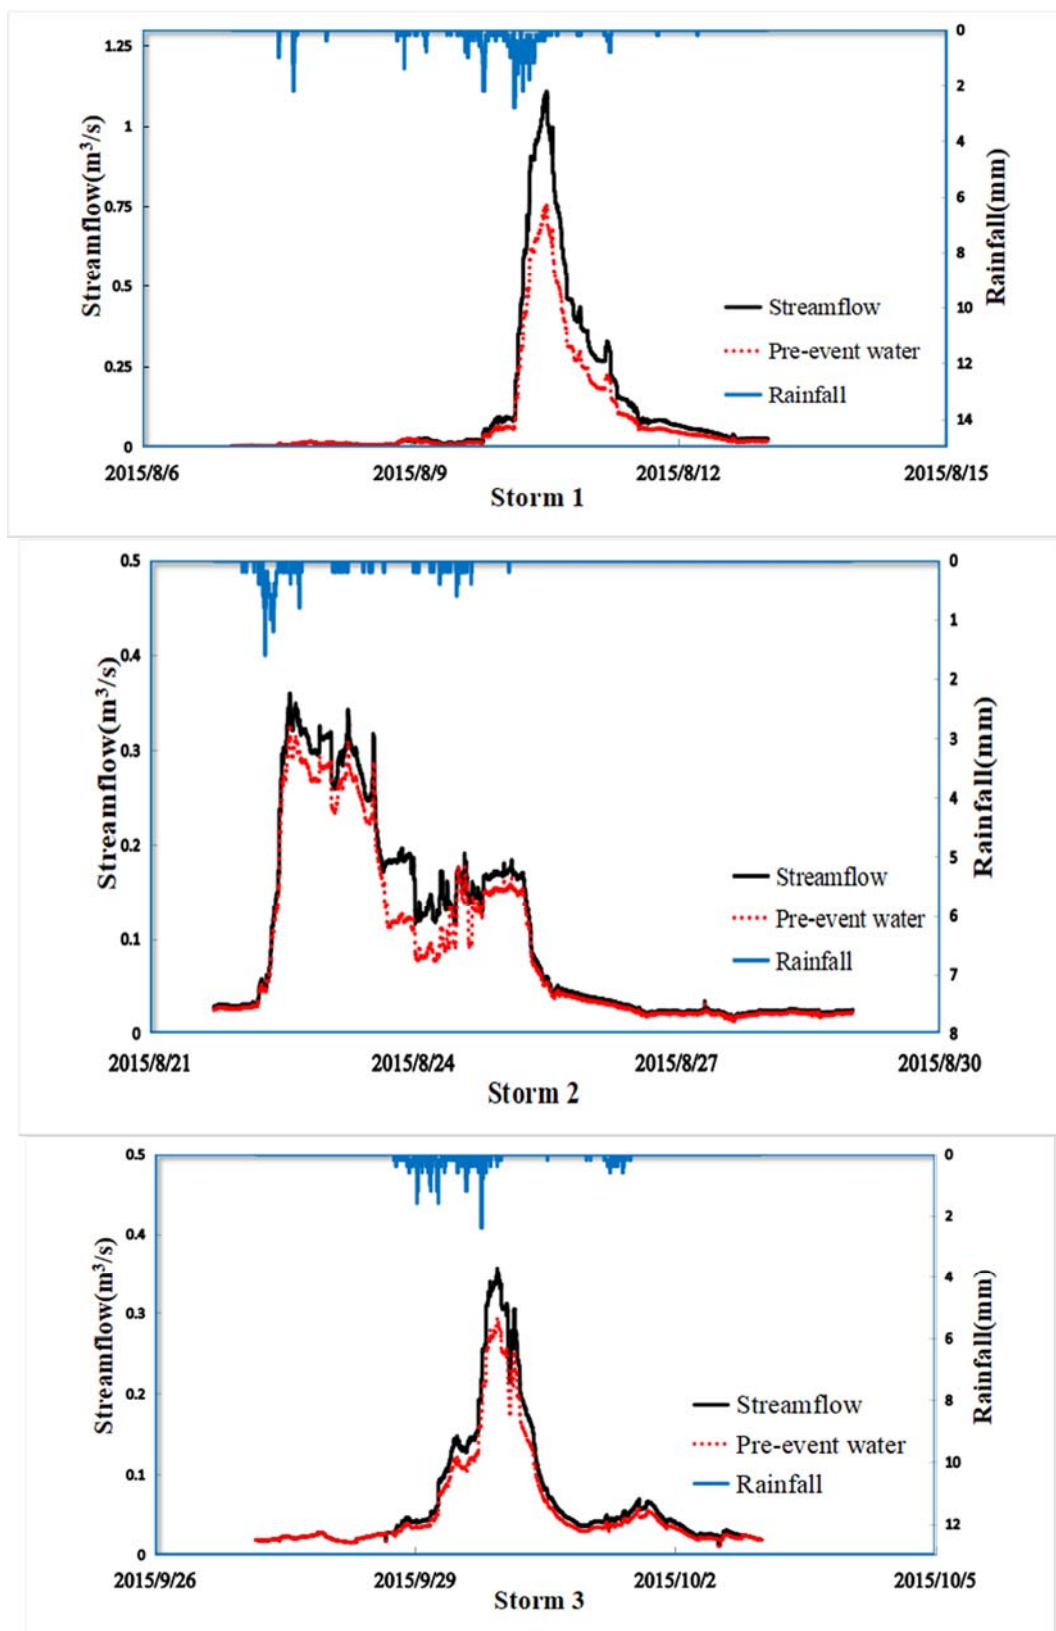 1.25
1
0.75
0.5
0.25
0
Streamflow(m³/s)
0
2
4
6
8
10
12
14
Rainfall(mm)
Streamflow
Pre-event water
Rainfall
2015/8/6 2015/8/9 2015/8/12 2015/8/15
Storm 1
0.5
0.4
0.3
0.2
0.1
0
Streamflow(m³/s)
0
1
2
3
4
5
6
7
8
Rainfall(mm)
Streamflow
Pre-event water
Rainfall
2015/8/21 2015/8/24 2015/8/27 2015/8/30
Storm 2
0.5
0.4
0.3
0.2
0.1
0
Streamflow(m³/s)
0
2
4
6
8
10
12
Rainfall(mm)
Streamflow
Pre-event water
Rainfall
2015/9/26 2015/9/29 2015/10/2 2015/10/5
Storm 3